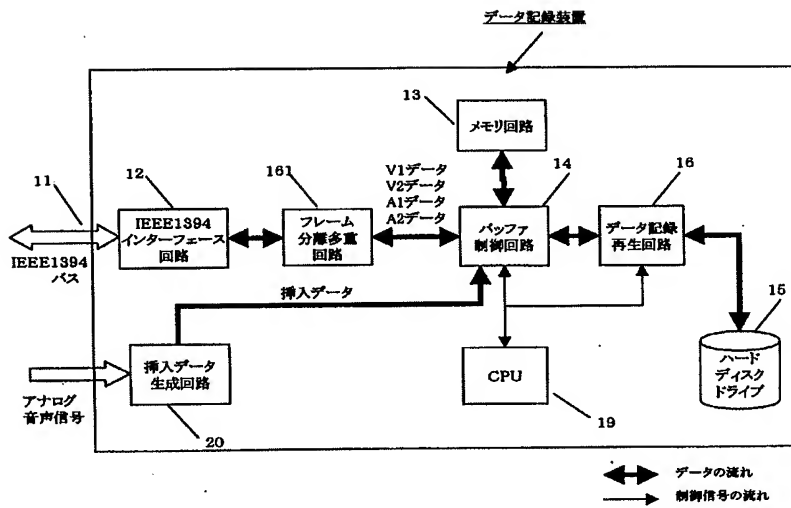 データ記録装置
13
メモリ回路
11
12
161
V1データ
V2データ
A1データ
A2データ
14
16
IEEE1394
インターフェース
回路
フレーム
分離多重
回路
バッファ
制御回路
データ記録
再生回路
IEEE1394
バス
挿入データ
15
ハード
ディスク
ドライブ
挿入データ
生成回路
CPU
アナログ
音声信号
20
19
データの流れ
制御信号の流れ